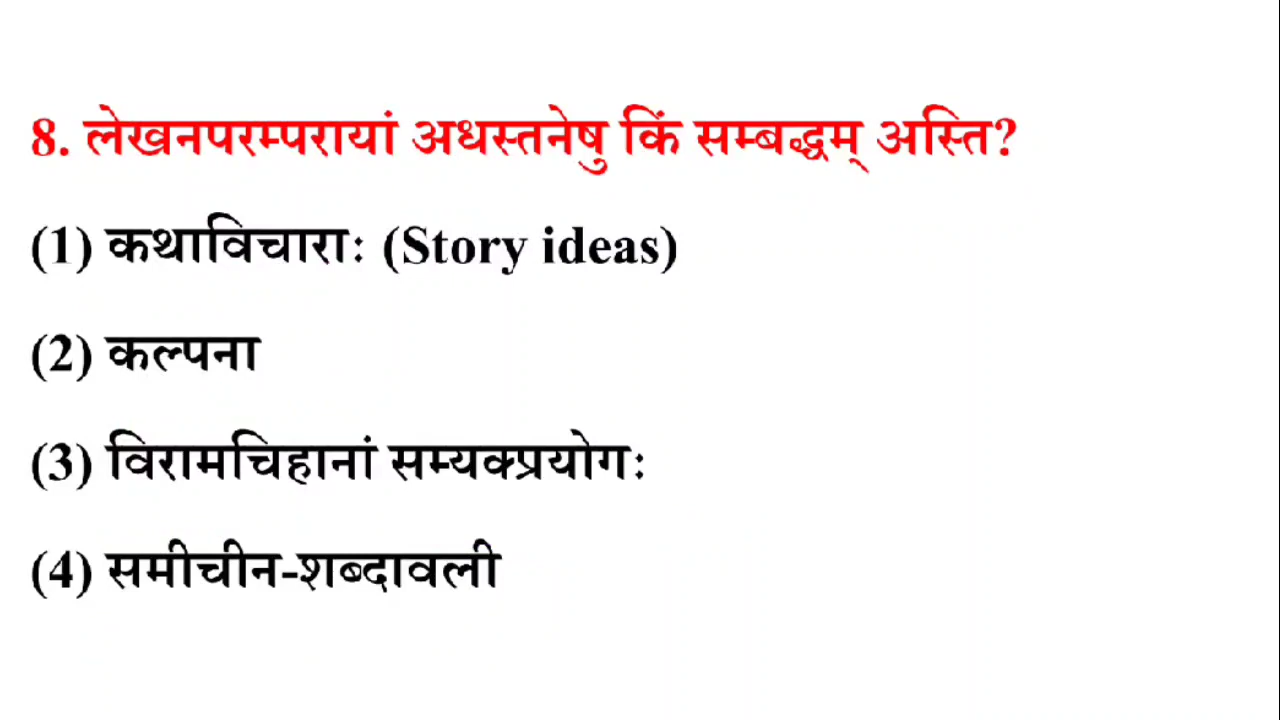 8. लेखनपरम्परायां अधस्तनेषु किं सम्बद्धम् अस्ति?
(1) कथाविचाराः (Story ideas)
(2) कल्पना
(3) विरामचिहानां सम्यक्प्रयोगः
(4) समीचीन-शब्दावली